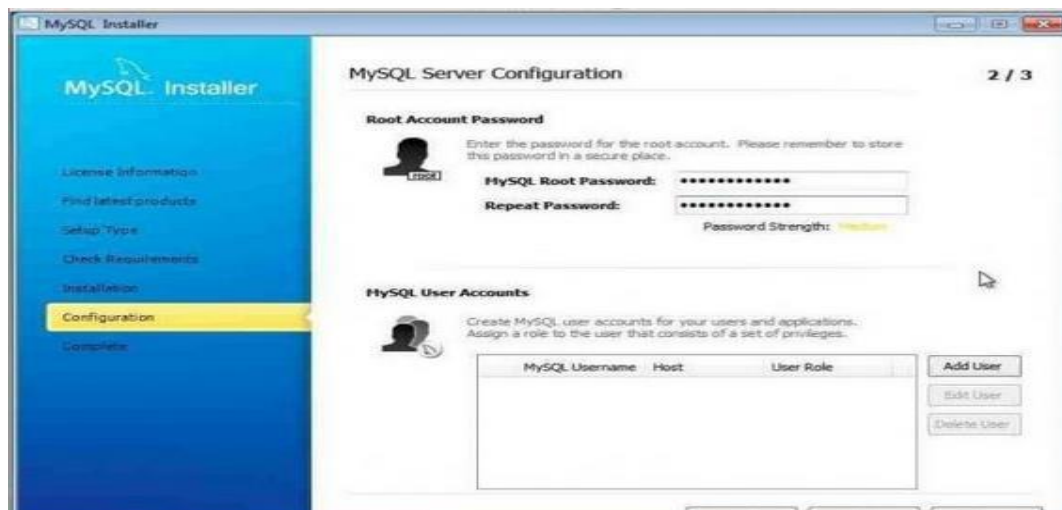 MySQL Installer
MySQL Installer
License Information
Find latest products
Setup Type
Check Requirements
Installation
Configuration
Complete
MySQL Server Configuration
2 / 3
Root Account Password
Enter the password for the root account. Please remember to store
this password in a secure place.
root
MySQL Root Password: ••••••••••••
Repeat Password: ••••••••••••
Password Strength: Medium
MySQL User Accounts
Create MySQL user accounts for your users and applications.
Assign a role to the user that consists of a set of privileges.
MySQL Username Host User Role
Add User
Edit User
Delete User